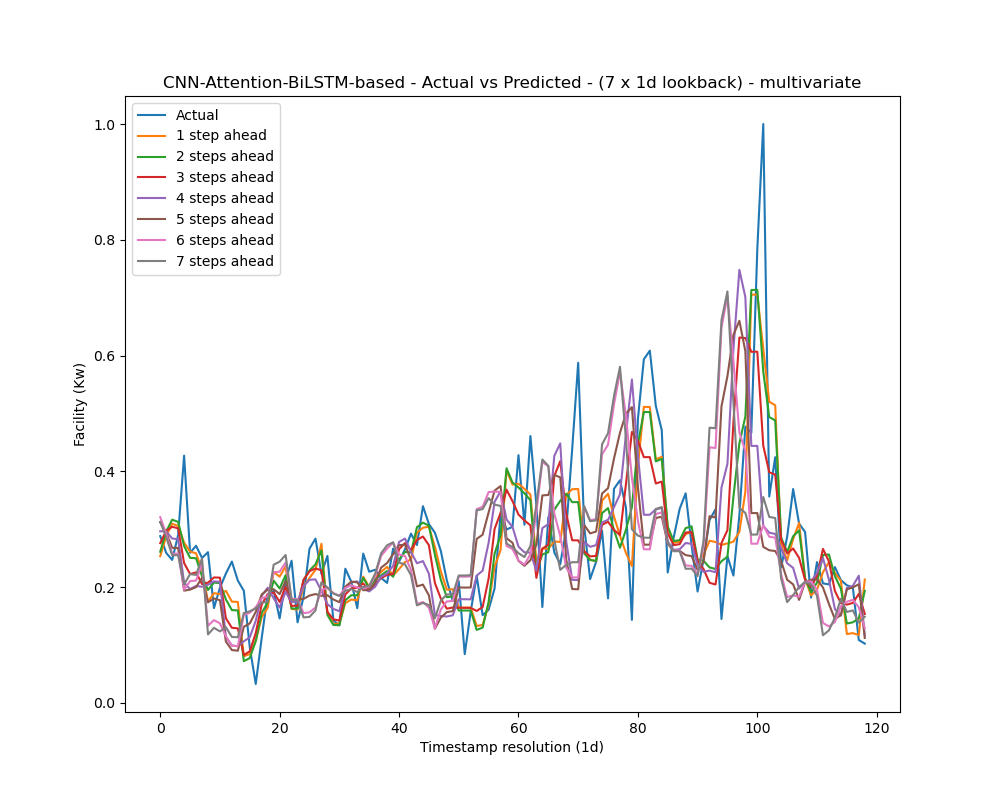 CNN-Attention-BiLSTM-based - Actual vs Predicted - (7 x 1d lookback) - multivariate
Actual
1 step ahead
2 steps ahead
3 steps ahead
4 steps ahead
5 steps ahead
6 steps ahead
7 steps ahead
Facility (Kw)
1.0
0.8
0.6
0.4
0.2
0.0
0 20 40 60 80 100 120
Timestamp resolution (1d)